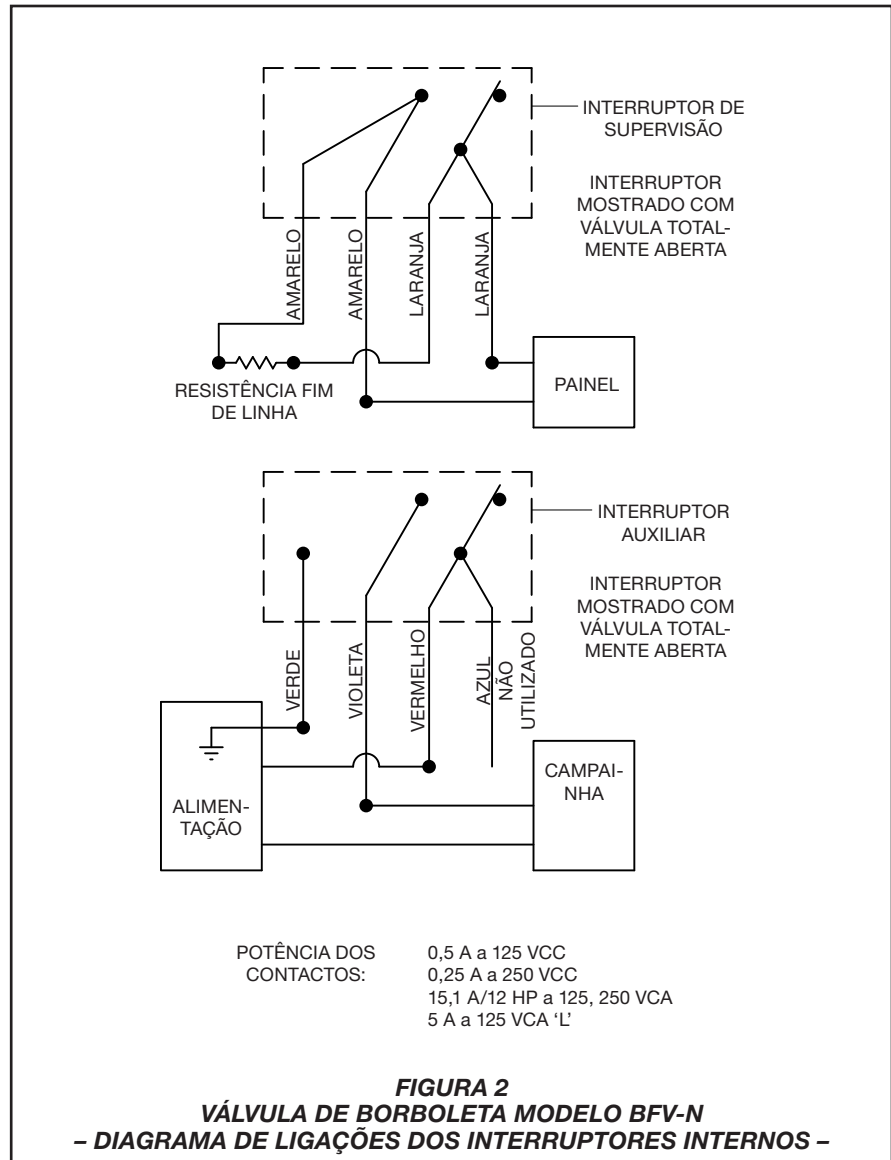 INTERRUPTOR DE
SUPERVISÃO
INTERRUPTOR
MOSTRADO COM
VÁLVULA TOTAL-
MENTE ABERTA
AMARELO
AMARELO
LARANJA
LARANJA
RESISTÊNCIA FIM
DE LINHA
PAINEL
INTERRUPTOR
AUXILIAR
INTERRUPTOR
MOSTRADO COM
VÁLVULA TOTAL-
MENTE ABERTA
VERDE
VIOLETA
VERMELHO
AZUL
NÃO
UTILIZADO
ALIMEN-
TAÇÃO
CAMPAI-
NHA
POTÊNCIA DOS
CONTACTOS:
0,5 A a 125 VCC
0,25 A a 250 VCC
15,1 A/12 HP a 125, 250 VCA
5 A a 125 VCA ‘L’
FIGURA 2
VÁLVULA DE BORBOLETA MODELO BFV-N
– DIAGRAMA DE LIGAÇÕES DOS INTERRUPTORES INTERNOS –